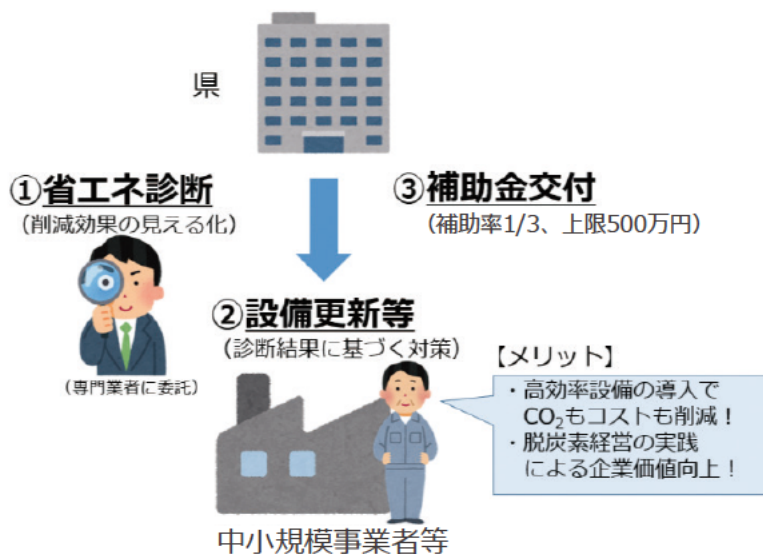 県
①省エネ診断
(削減効果の見える化)
(専門業者に委託)
③補助金交付
(補助率1/3、上限500万円)
②設備更新等
(診断結果に基づく対策)
【メリット】
・高効率設備の導入で
CO₂もコストも削減！
・脱炭素経営の実践
による企業価値向上！
中小規模事業者等